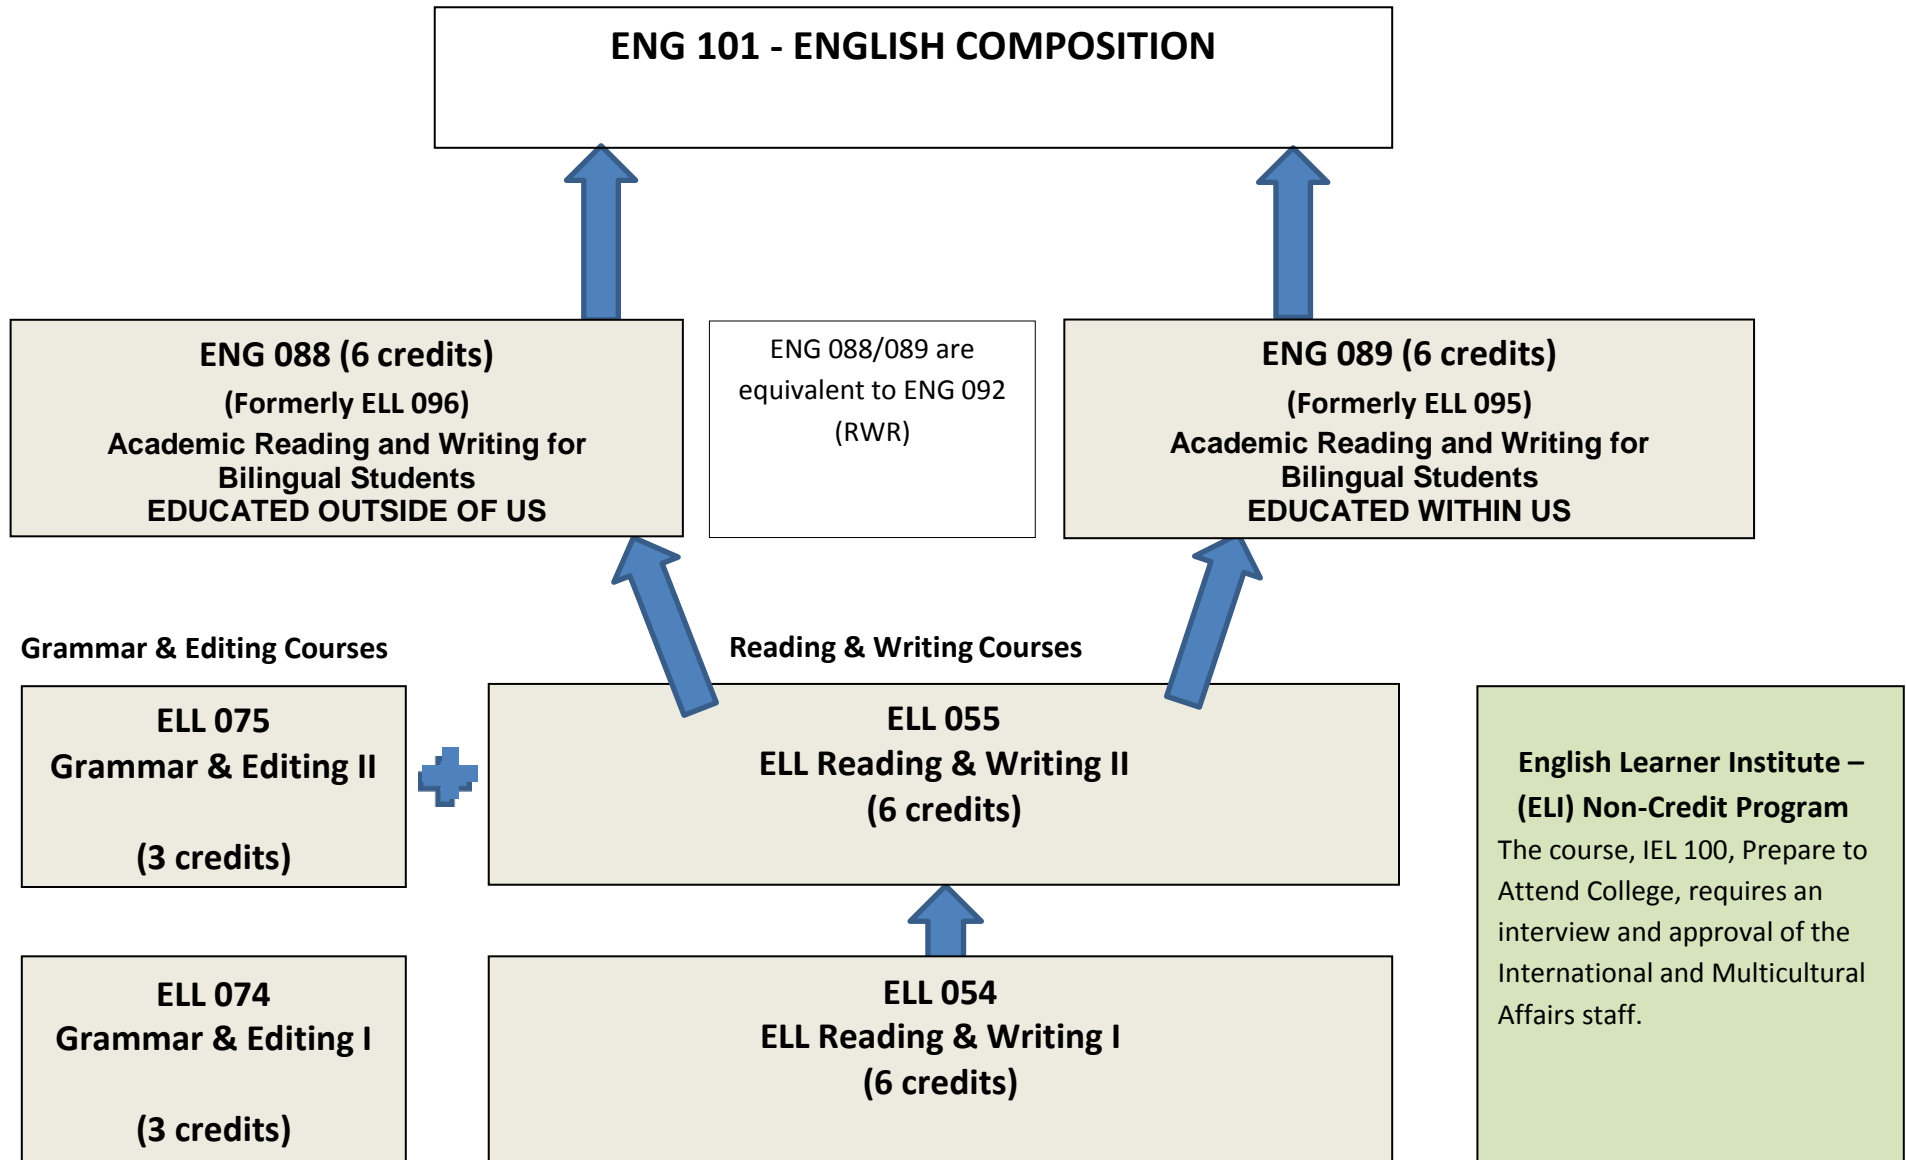 ENG 101 - ENGLISH COMPOSITION
ENG 088 (6 credits)
(Formerly ELL 096)
Academic Reading and Writing for
Bilingual Students
EDUCATED OUTSIDE OF US
ENG 088/089 are
equivalent to ENG 092
(RWR)
ENG 089 (6 credits)
(Formerly ELL 095)
Academic Reading and Writing for
Bilingual Students
EDUCATED WITHIN US
Grammar & Editing Courses
Reading & Writing Courses
ELL 075
Grammar & Editing II
(3 credits)
ELL 055
ELL Reading & Writing II
(6 credits)
ELL 074
Grammar & Editing I
(3 credits)
ELL 054
ELL Reading & Writing I
(6 credits)
English Learner Institute –
(ELI) Non-Credit Program
The course, IEL 100, Prepare to
Attend College, requires an
interview and approval of the
International and Multicultural
Affairs staff.